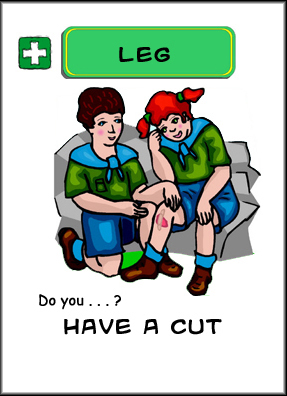 LEG
Do you . . . ?
HAVE A CUT